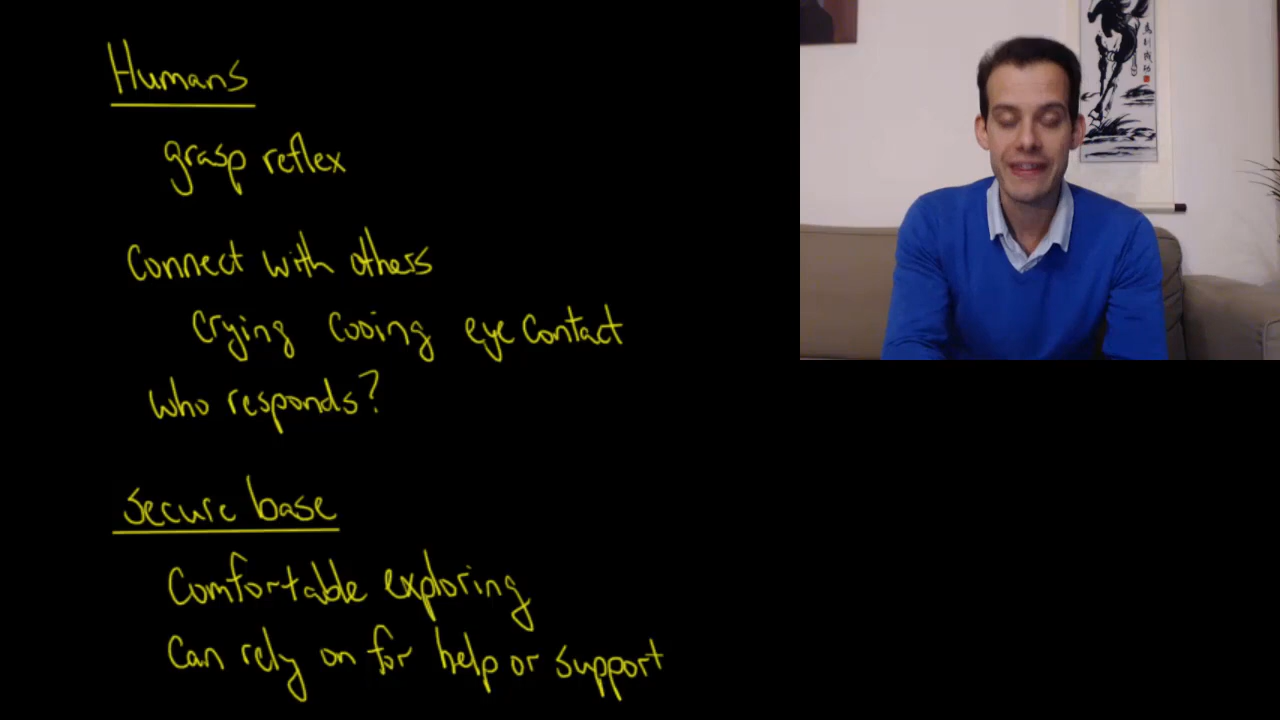 Humans
grasp reflex
Connect with others
Crying cooing eye contact
who responds?
Secure base
Comfortable exploring
Can rely on for help or support